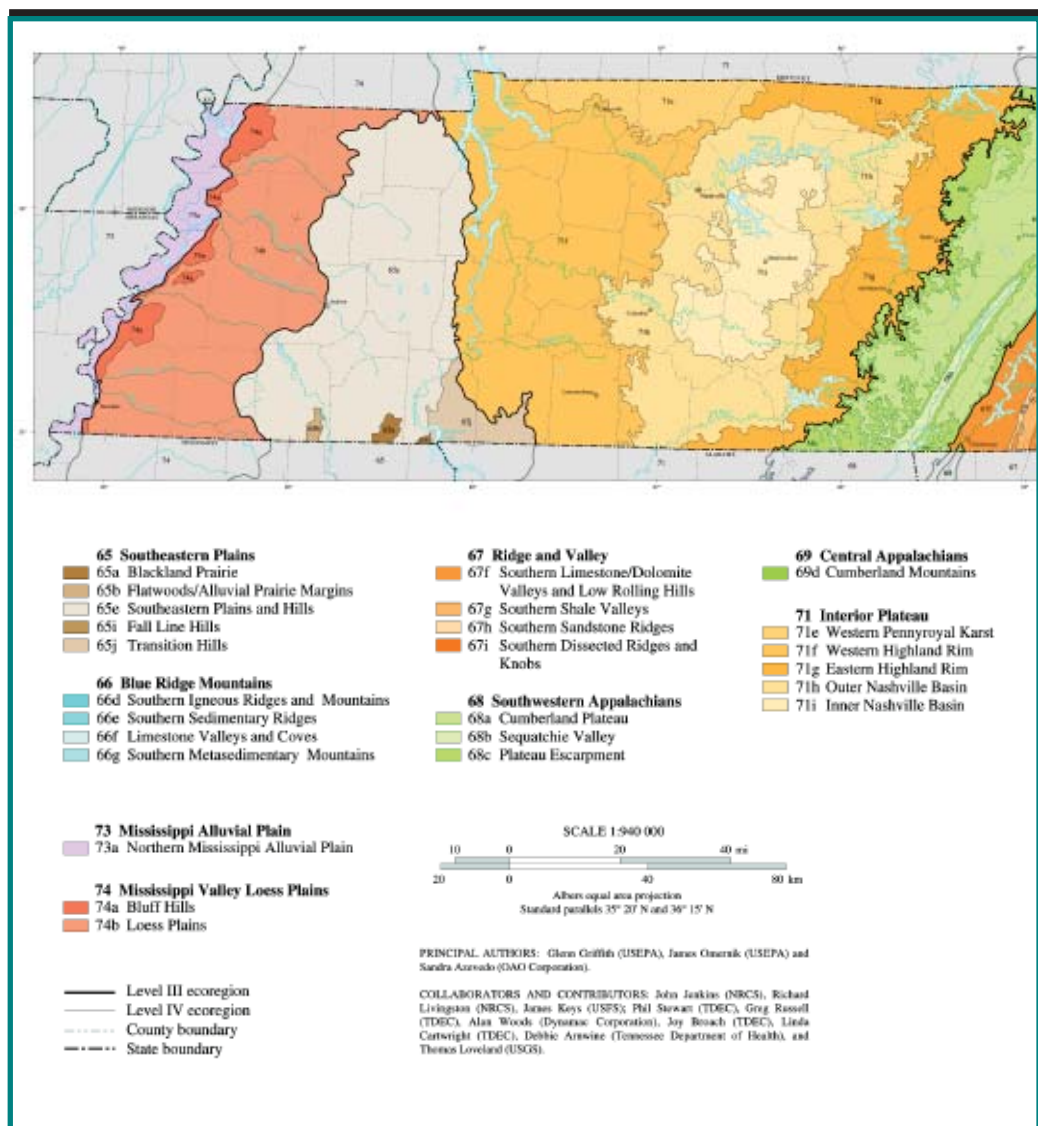 65 Southeastern Plains
65a Blackland Prairie
65b Flatwoods/Alluvial Prairie Margins
65e Southeastern Plains and Hills
65i Fall Line Hills
65j Transition Hills
66 Blue Ridge Mountains
66d Southern Igneous Ridges and Mountains
66e Southern Sedimentary Ridges
66f Limestone Valleys and Coves
66g Southern Metasedimentary Mountains
67 Ridge and Valley
67f Southern Limestone/Dolomite
Valleys and Low Rolling Hills
67g Southern Shale Valleys
67h Southern Sandstone Ridges
67i Southern Dissected Ridges and
Knobs
68 Southwestern Appalachians
68a Cumberland Plateau
68b Sequatchie Valley
68c Plateau Escarpment
69 Central Appalachians
69d Cumberland Mountains
71 Interior Plateau
71e Western Pennyroyal Karst
71f Western Highland Rim
71g Eastern Highland Rim
71h Outer Nashville Basin
71i Inner Nashville Basin
73 Mississippi Alluvial Plain
73a Northern Mississippi Alluvial Plain
74 Mississippi Valley Loess Plains
74a Bluff Hills
74b Loess Plains
Level III ecoregion
Level IV ecoregion
County boundary
State boundary
SCALE 1:940 000
10 0 20 40 mi
20 0 40 80 km
Albers equal area projection
Standard parallels 35° 20' N and 36° 15' N
PRINCIPAL AUTHORS: Glenn Griffith (USEPA), James Omernik (USEPA) and
Sandra Azevedo (OAO Corporation).
COLLABORATORS AND CONTRIBUTORS: John Jenkins (NRCS), Richard
Livingston (NRCS), James Keys (USFS); Phil Stewart (TDEC), Greg Russell
(TDEC), Alan Woods (Dynamac Corporation), Joy Broach (TDEC), Linda
Cartwright (TDEC), Debbie Arnwine (Tennessee Department of Health), and
Thomas Loveland (USGS).